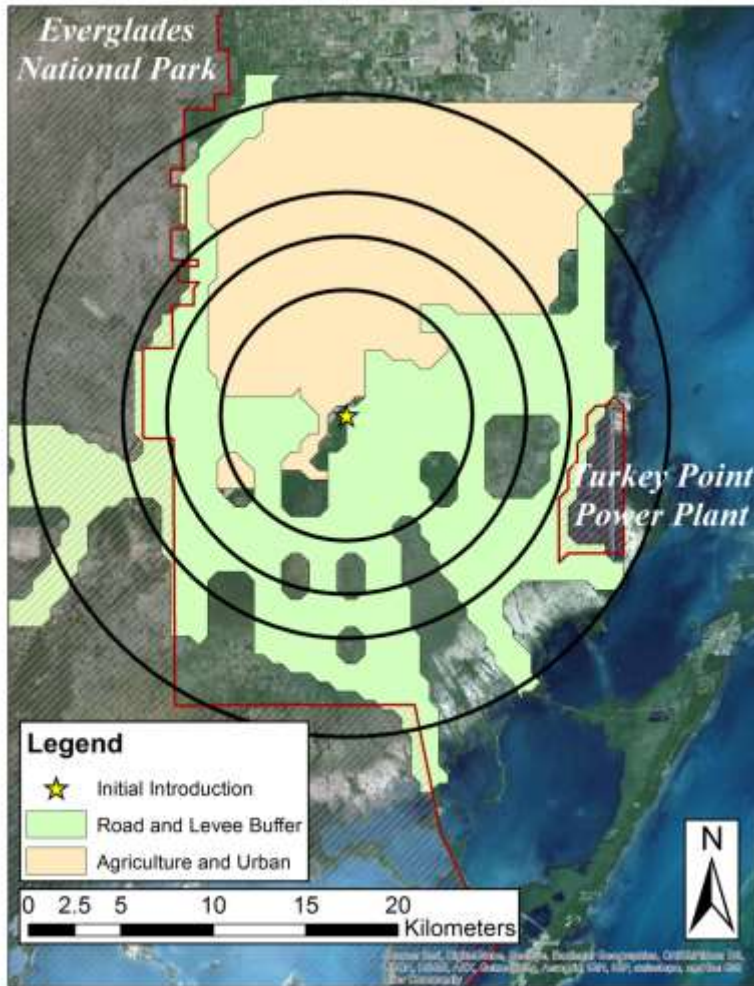 Everglades
National Park
Turkey Point
Power Plant
Legend
Initial Introduction
Road and Levee Buffer
Agriculture and Urban
0 2.5 5 10 15 20
Kilometers
N